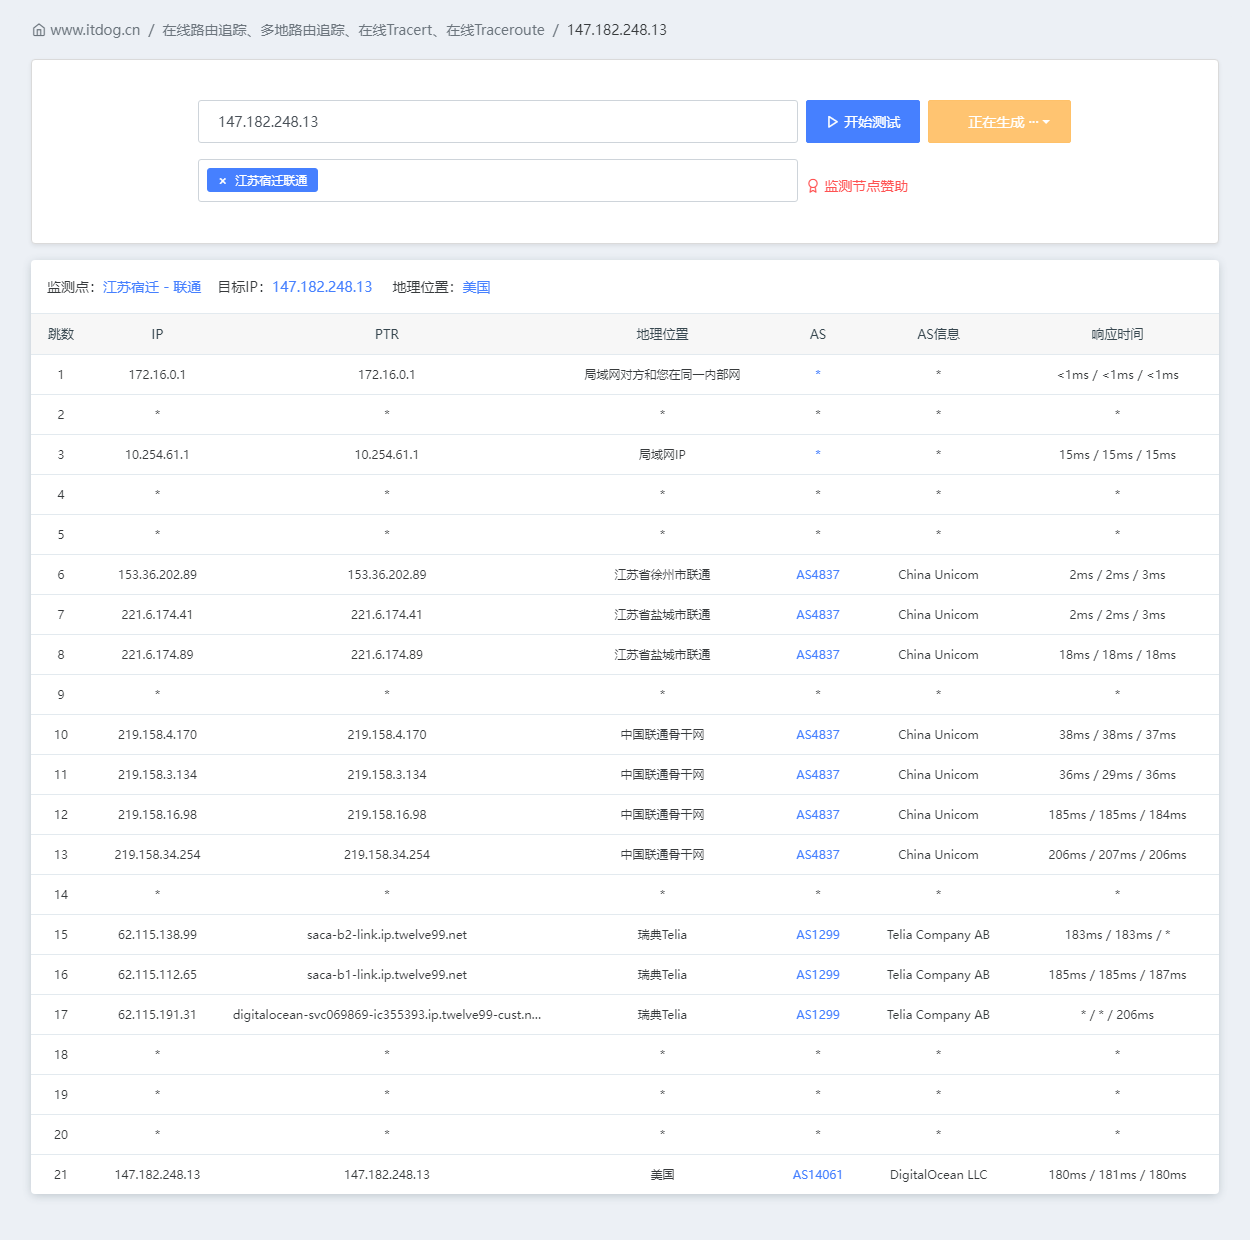 www.itdog.cn / 在线路由追踪、多地路由追踪、在线Tracert、在线Traceroute / 147.182.248.13
147.182.248.13 开始测试 正在生成 ···
× 江苏宿迁联通 监测节点赞助
监测点：江苏宿迁 - 联通 目标IP：147.182.248.13 地理位置：美国
跳数 IP PTR 地理位置 AS AS信息 响应时间
1 172.16.0.1 172.16.0.1 局域网对方和您在同一内部网 * * <1ms / <1ms / <1ms
2 * * * * * *
3 10.254.61.1 10.254.61.1 局域网IP * * 15ms / 15ms / 15ms
4 * * * * * *
5 * * * * * *
6 153.36.202.89 153.36.202.89 江苏省徐州市联通 AS4837 China Unicom 2ms / 2ms / 3ms
7 221.6.174.41 221.6.174.41 江苏省盐城市联通 AS4837 China Unicom 2ms / 2ms / 3ms
8 221.6.174.89 221.6.174.89 江苏省盐城市联通 AS4837 China Unicom 18ms / 18ms / 18ms
9 * * * * * *
10 219.158.4.170 219.158.4.170 中国联通骨干网 AS4837 China Unicom 38ms / 38ms / 37ms
11 219.158.3.134 219.158.3.134 中国联通骨干网 AS4837 China Unicom 36ms / 29ms / 36ms
12 219.158.16.98 219.158.16.98 中国联通骨干网 AS4837 China Unicom 185ms / 185ms / 184ms
13 219.158.34.254 219.158.34.254 中国联通骨干网 AS4837 China Unicom 206ms / 207ms / 206ms
14 * * * * * *
15 62.115.138.99 saca-b2-link.ip.twelve99.net 瑞典Telia AS1299 Telia Company AB 183ms / 183ms / *
16 62.115.112.65 saca-b1-link.ip.twelve99.net 瑞典Telia AS1299 Telia Company AB 185ms / 185ms / 187ms
17 62.115.191.31 digitalocean-svc069869-ic355393.ip.twelve99-cust.n... 瑞典Telia AS1299 Telia Company AB * / * / 206ms
18 * * * * * *
19 * * * * * *
20 * * * * * *
21 147.182.248.13 147.182.248.13 美国 AS14061 DigitalOcean LLC 180ms / 181ms / 180ms